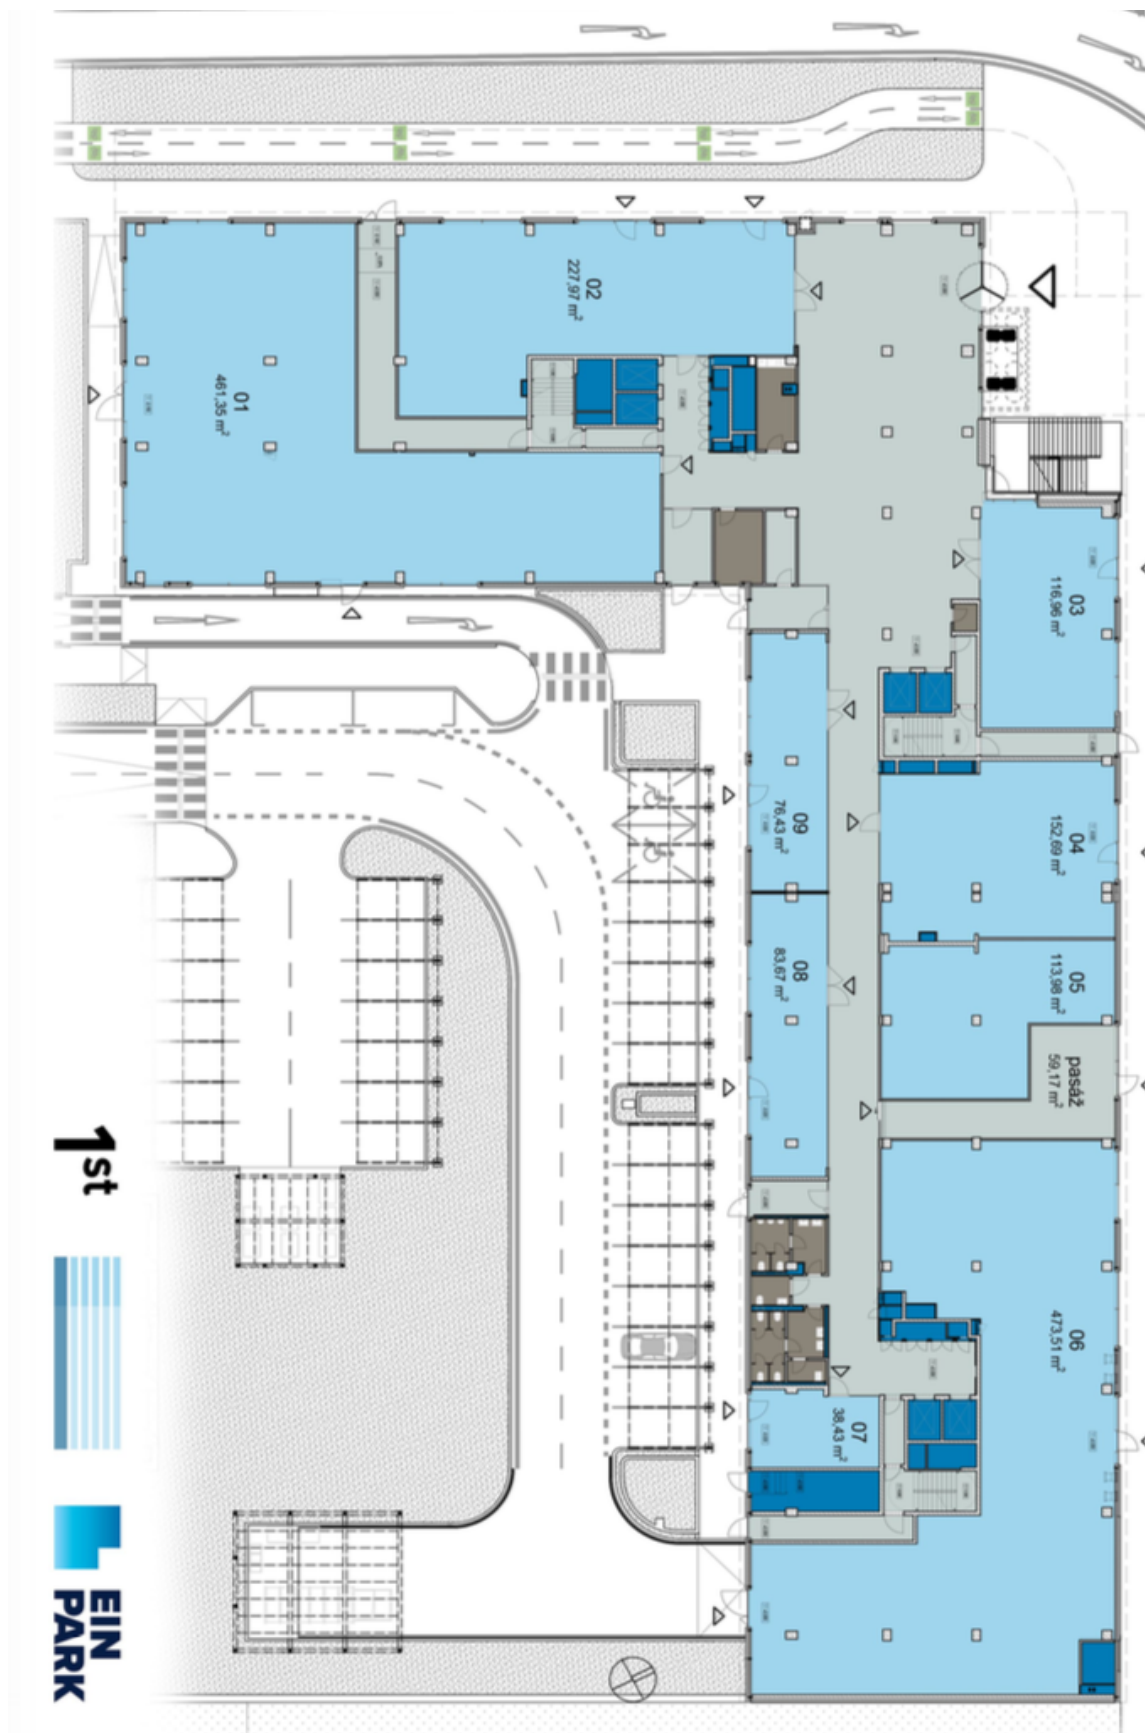 01
461,35 m²
02
227,97 m²
03
116,96 m²
04
152,69 m²
05
113,98 m²
pasáž
59,17 m²
06
473,51 m²
07
38,43 m²
08
83,67 m²
09
76,43 m²
1st
EIN
PARK